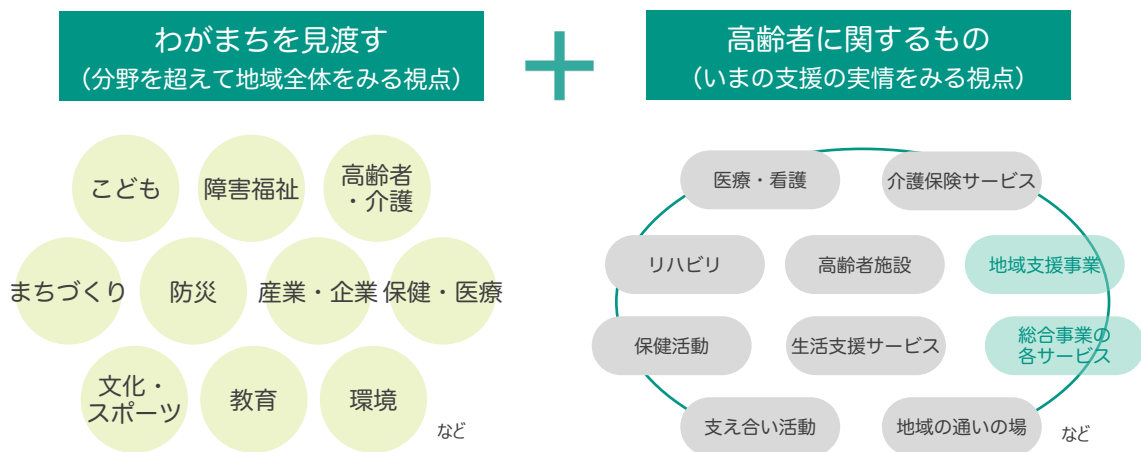 わがまちを見渡す
（分野を超えて地域全体をみる視点）
＋
高齢者に関するもの
（いまの支援の実情をみる視点）
こども
障害福祉
高齢者
・介護
まちづくり
防災
産業・企業
保健・医療
文化・
スポーツ
教育
環境
など
医療・看護
介護保険サービス
リハビリ
高齢者施設
地域支援事業
保健活動
生活支援サービス
総合事業の
各サービス
支え合い活動
地域の通いの場
など